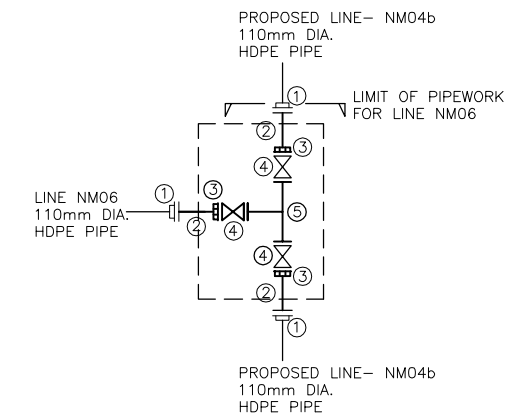 PROPOSED LINE– NM04b
110mm DIA.
HDPE PIPE
1
LIMIT OF PIPEWORK
FOR LINE NM06
2
3
4
LINE NM06
110mm DIA.
HDPE PIPE
1
3
2
4
5
4
3
2
1
PROPOSED LINE– NM04b
110mm DIA.
HDPE PIPE